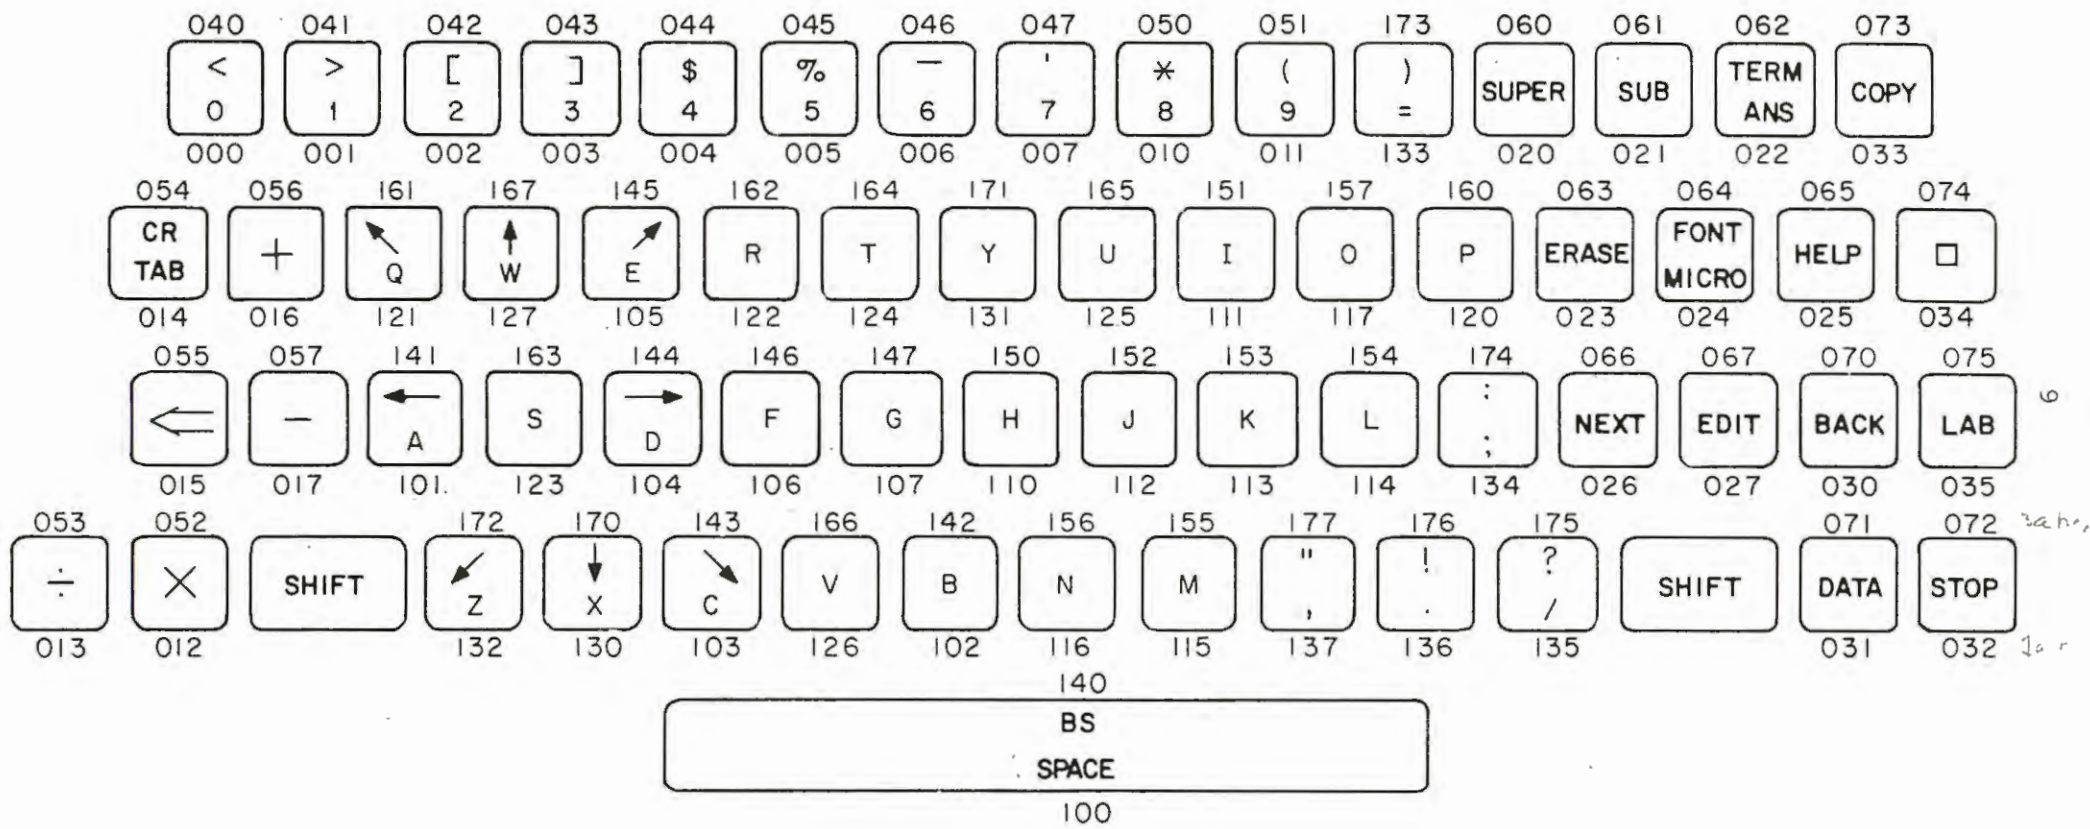 040 041 042 043 044 045 046 047 050 051 173 060 061 062 073
< > [ ] $ % — ' * ( ) SUPER SUB TERM COPY
0 1 2 3 4 5 6 7 8 9 = ANS
000 001 002 003 004 005 006 007 010 011 133 020 021 022 033
054 056 161 167 145 162 164 171 165 151 157 160 063 064 065 074
CR + R T Y U I O P ERASE FONT HELP □
TAB Q W E MICRO
014 016 121 127 105 122 124 131 125 111 117 120 023 024 025 034
055 057 141 163 144 146 147 150 152 153 154 174 066 067 070 075
− A S D F G H J K L : ; NEXT EDIT BACK LAB
015 017 101 123 104 106 107 110 112 113 114 134 026 027 030 035
053 052 172 170 143 166 142 156 155 177 176 175 071 072
÷ × SHIFT V B N M " ! ? SHIFT DATA STOP
Z X C , . /
013 012 132 130 103 126 102 116 115 137 136 135 031 032
140
BS
SPACE
100